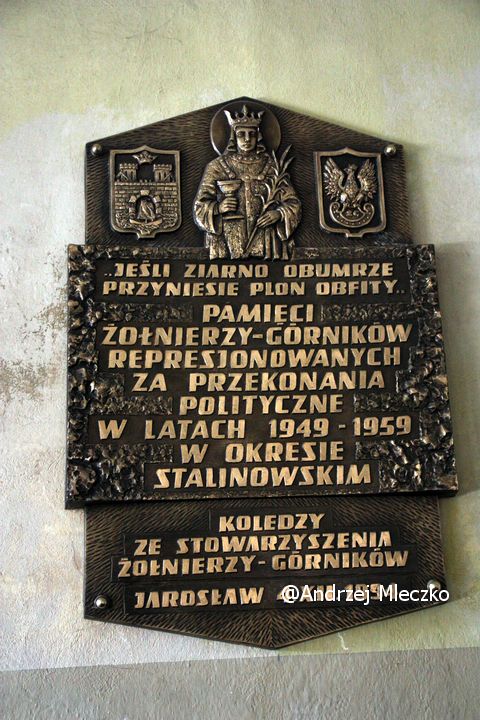 „JEŚLI ZIARNO OBUMRZE
PRZYNIESIE PLON OBFITY„
PAMIĘCI
ŻOŁNIERZY-GÓRNIKÓW
REPRESJONOWANYCH
ZA PRZEKONANIA
POLITYCZNE
W LATACH 1949-1959
W OKRESIE
STALINOWSKIM
KOLEDZY
ZE STOWARZYSZENIA
ŻOŁNIERZY-GÓRNIKÓW
JAROSŁAW
@Andrzej Mleczko